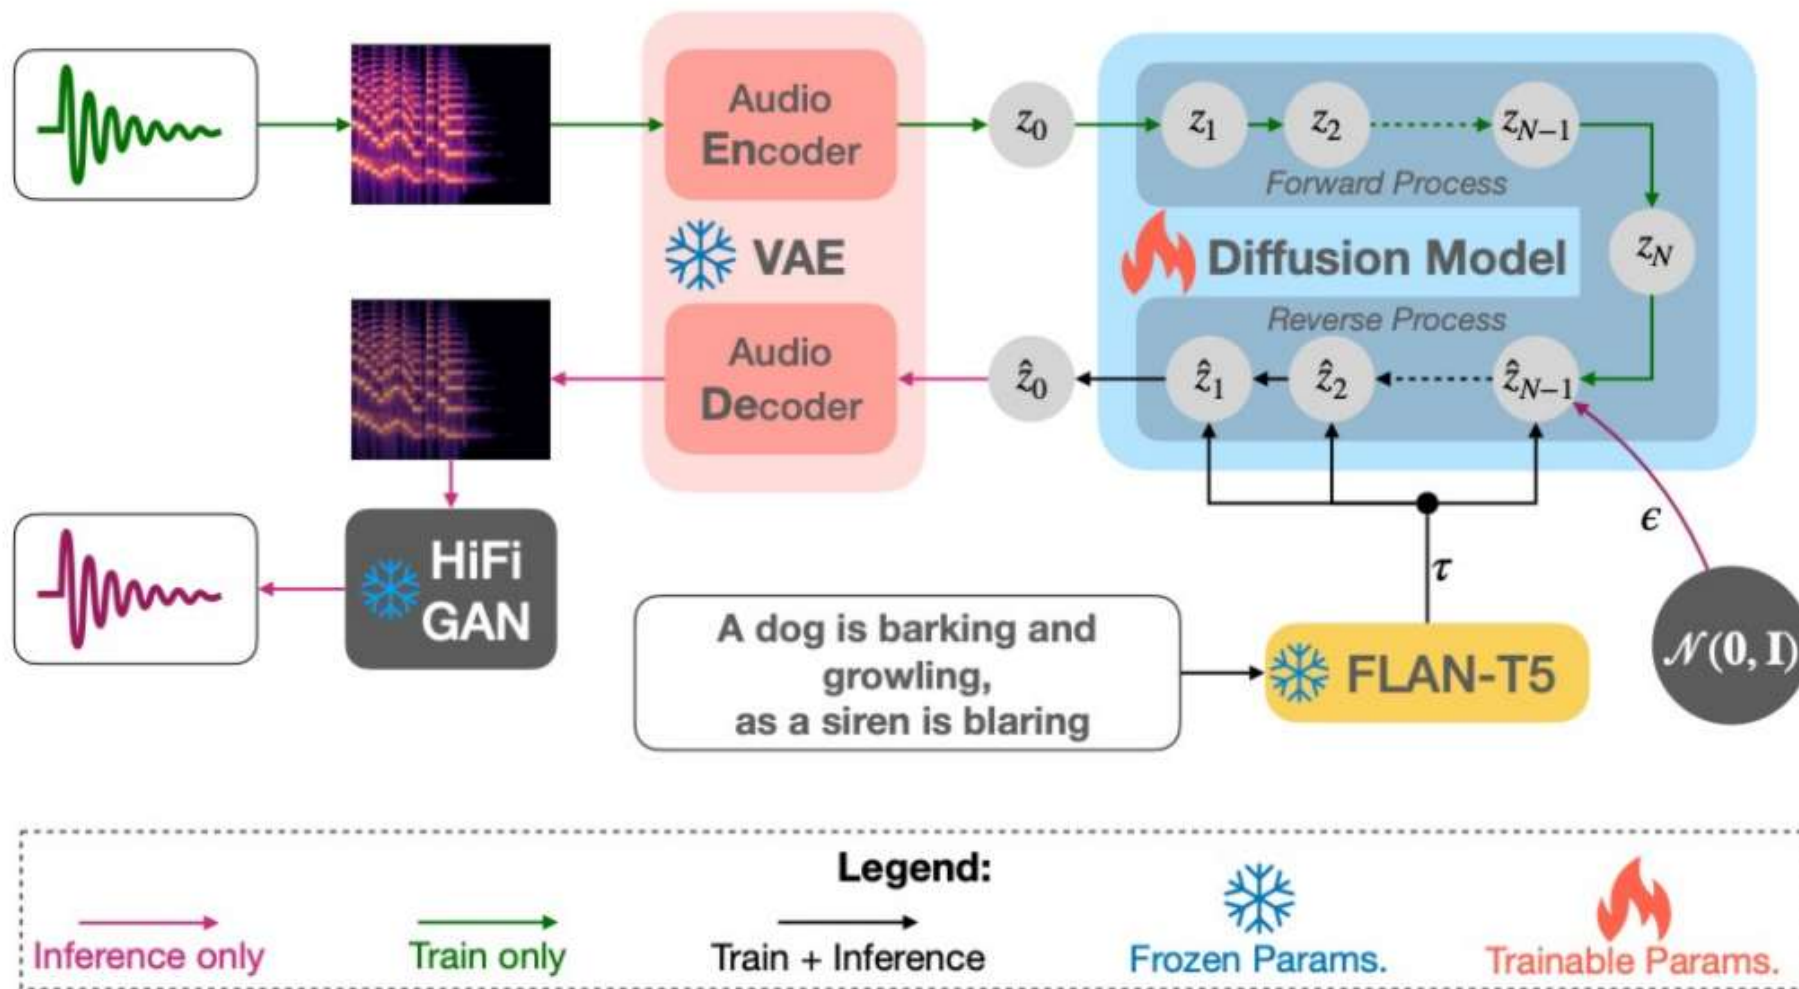 Audio
Encoder
z0
z1
z2
zN−1
Forward Process
VAE
Diffusion Model
zN
Reverse Process
Audio
Decoder
ẑ0
ẑ1
ẑ2
ẑN−1
ϵ
τ
HiFi
GAN
A dog is barking and
growling,
as a siren is blaring
FLAN-T5
𝒩(0, I)
Legend:
Inference only
Train only
Train + Inference
Frozen Params.
Trainable Params.